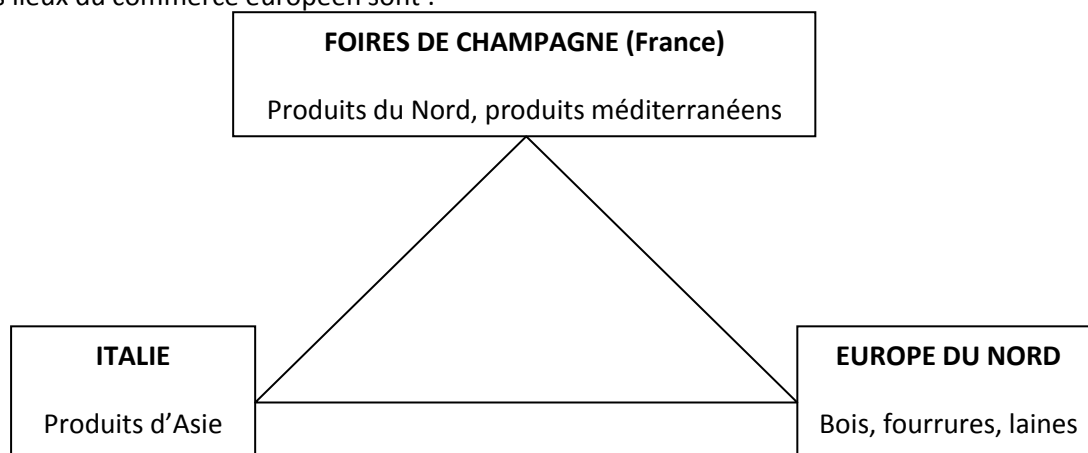 lieux du commerce européen sont :
FOIRES DE CHAMPAGNE (France)
Produits du Nord, produits méditerranéens
ITALIE
Produits d’Asie
EUROPE DU NORD
Bois, fourrures, laines